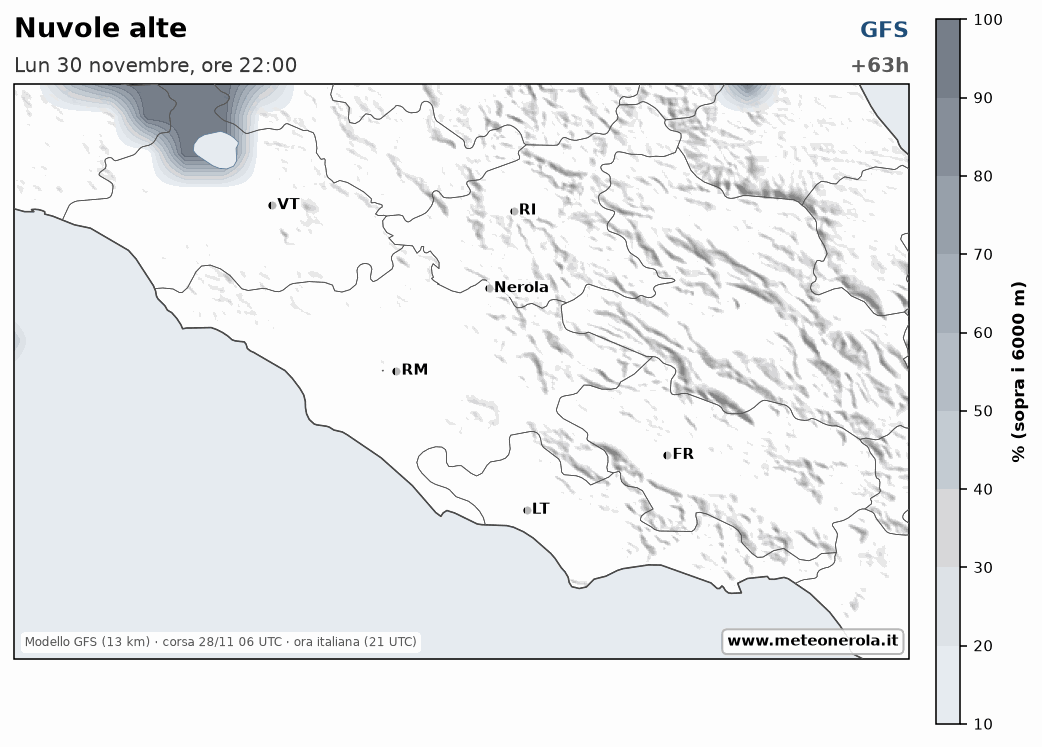 Nuvole alte
GFS
Lun 30 novembre, ore 22:00
+63h
100
90
80
70
60
50
40
30
20
10
% (sopra i 6000 m)
VT
RI
Nerola
RM
FR
LT
Modello GFS (13 km) · corsa 28/11 06 UTC · ora italiana (21 UTC)
www.meteonerola.it